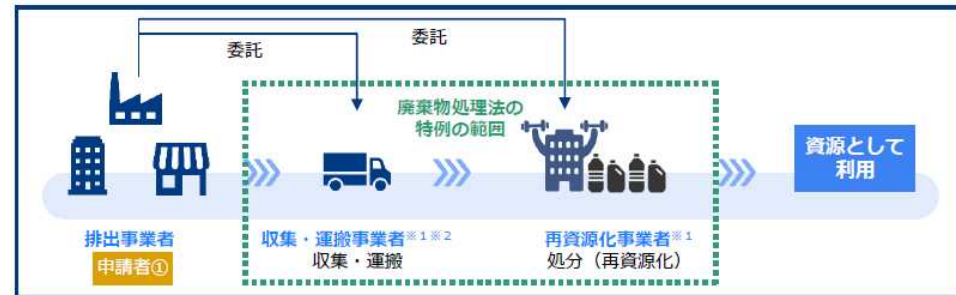 委託
委託
廃棄物処理法の
特例の範囲
資源として
利用
排出事業者
申請者①
収集・運搬事業者※1※2
収集・運搬
再資源化事業者※1
処分（再資源化）